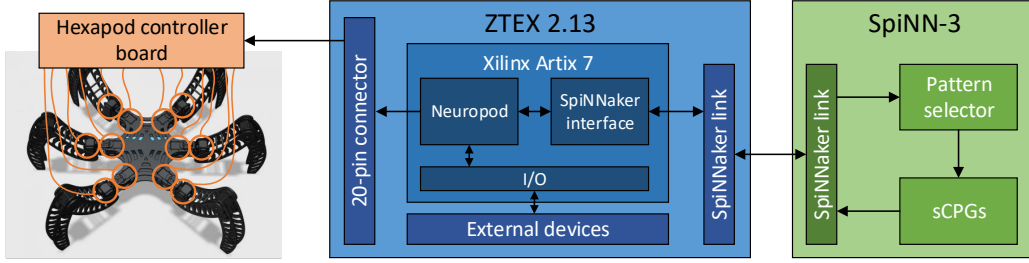 Hexapod controller
board
ZTEX 2.13
20-pin connector
Xilinx Artix 7
Neuropod
SpiNNaker
interface
I/O
External devices
SpiNNaker link
SpiNN-3
SpiNNaker link
Pattern
selector
sCPGs